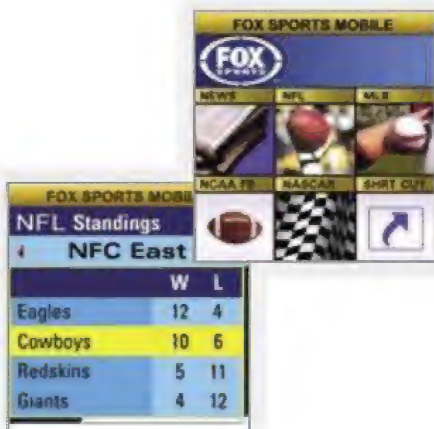 FOX SPORTS MOBILE
FOX
SPORTS
NEWS NFL MLB
NCAA FB NASCAR SHRT CUT
FOX SPORTS MOBIL
NFL Standings
NFC East
W L
Eagles 12 4
Cowboys 10 6
Redskins 5 11
Giants 4 12